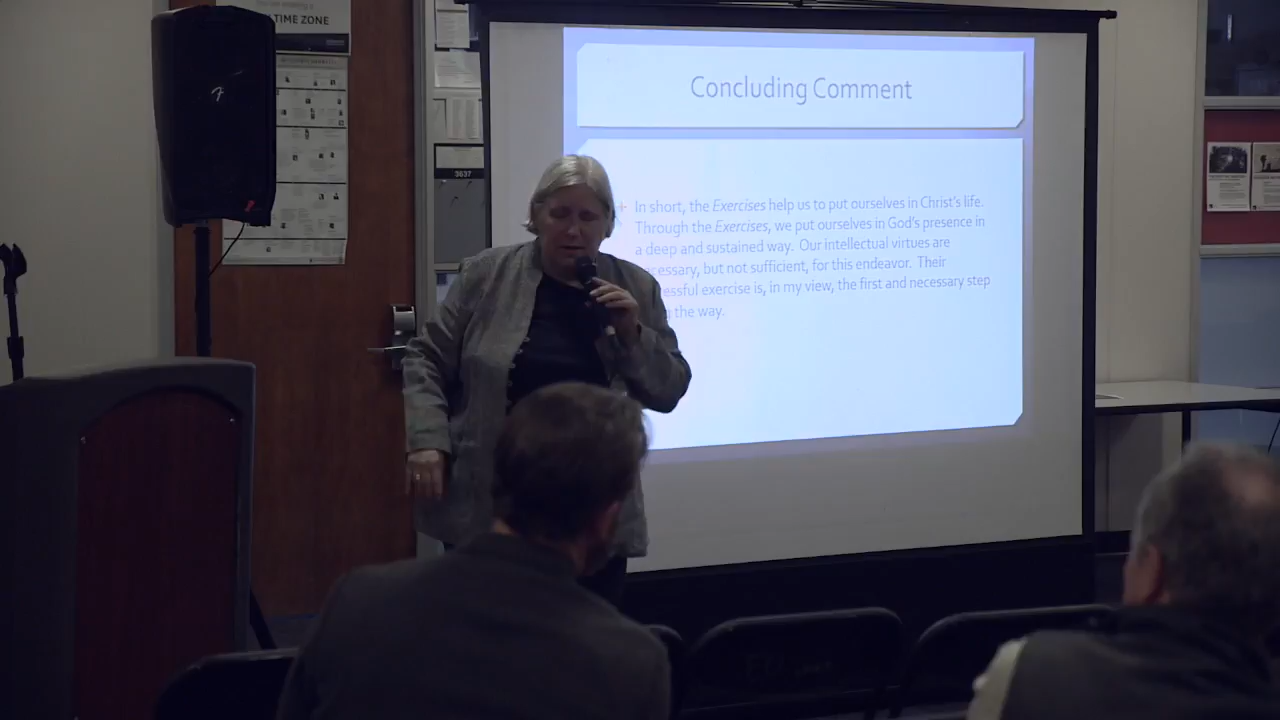 TIME ZONE
3637
Concluding Comment
In short, the Exercises help us to put ourselves in Christ's life.
Through the Exercises, we put ourselves in God's presence in
a deep and sustained way. Our intellectual virtues are
but not sufficient, for this endeavor. Their
exercise is, in my view, the first and necessary step
the way.